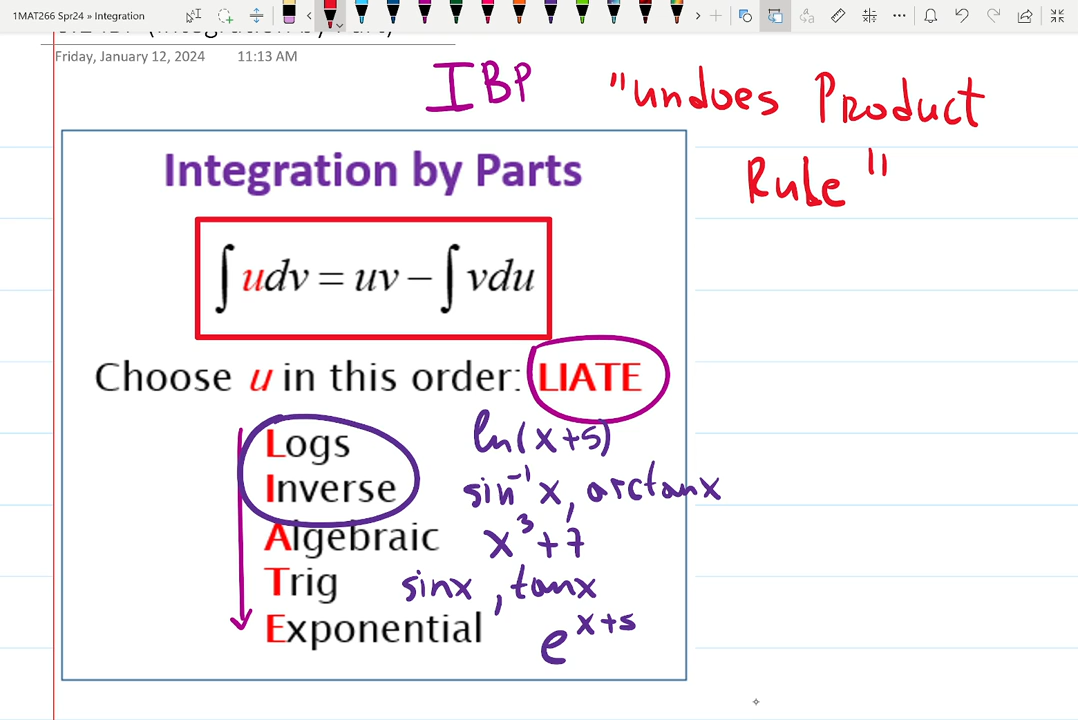 1MAT266 Spr24 » Integration
Friday, January 12, 2024 11:13 AM
IBP "undoes Product
Rule"
Integration by Parts
∫ udv = uv − ∫ vdu
Choose u in this order: LIATE
Logs ln(x+5)
Inverse sin⁻¹x, arctanx
Algebraic x³+7
Trig sinx, tanx
Exponential e^(x+5)